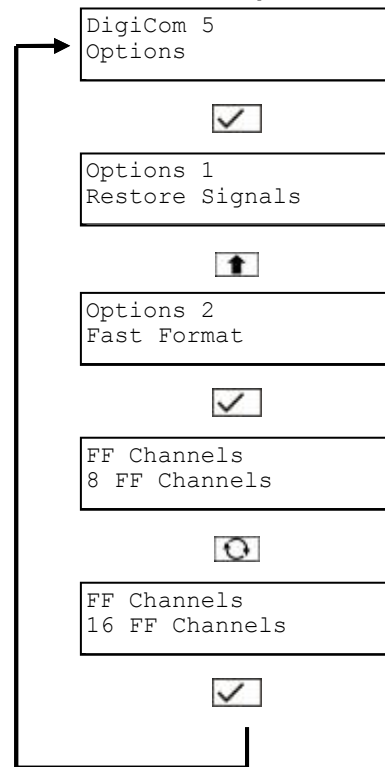 DigiCom 5
Options
Options 1
Restore Signals
Options 2
Fast Format
FF Channels
8 FF Channels
FF Channels
16 FF Channels